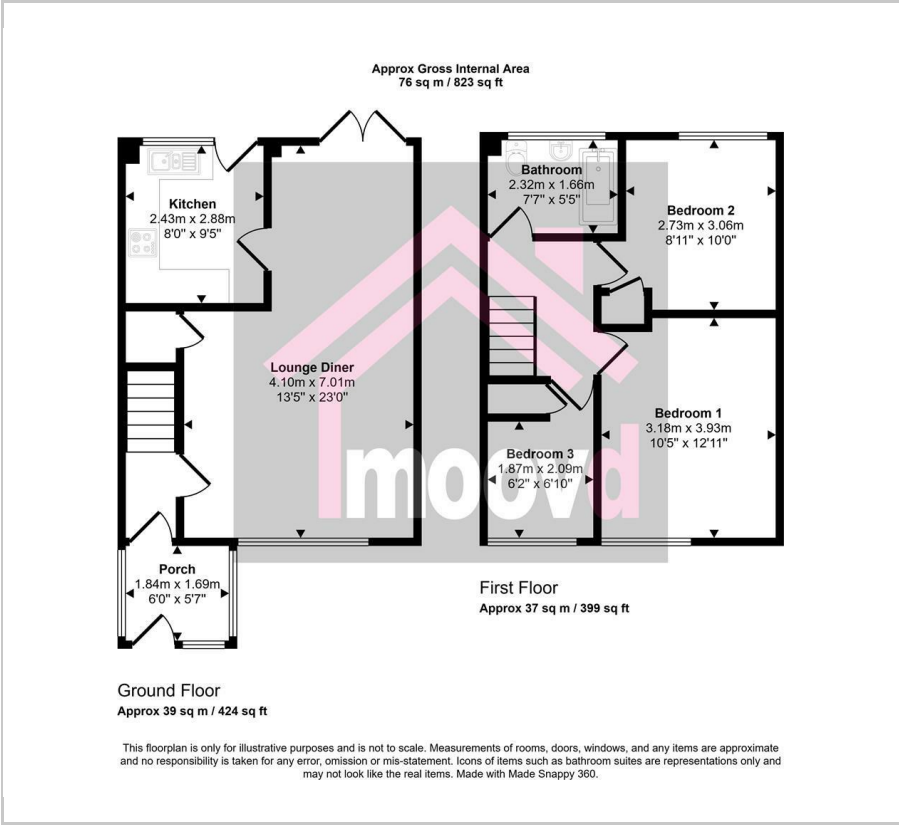 Approx Gross Internal Area
76 sq m / 823 sq ft
Kitchen
2.43m x 2.88m
8'0" x 9'5"
Lounge Diner
4.10m x 7.01m
13'5" x 23'0"
Porch
1.84m x 1.69m
6'0" x 5'7"
Ground Floor
Approx 39 sq m / 424 sq ft
Bathroom
2.32m x 1.66m
7'7" x 5'5"
Bedroom 2
2.73m x 3.06m
8'11" x 10'0"
Bedroom 1
3.18m x 3.93m
10'5" x 12'11"
Bedroom 3
1.87m x 2.09m
6'2" x 6'10"
moovd
First Floor
Approx 37 sq m / 399 sq ft
This floorplan is only for illustrative purposes and is not to scale. Measurements of rooms, doors, windows, and any items are approximate
and no responsibility is taken for any error, omission or mis-statement. Icons of items such as bathroom suites are representations only and
may not look like the real items. Made with Made Snappy 360.